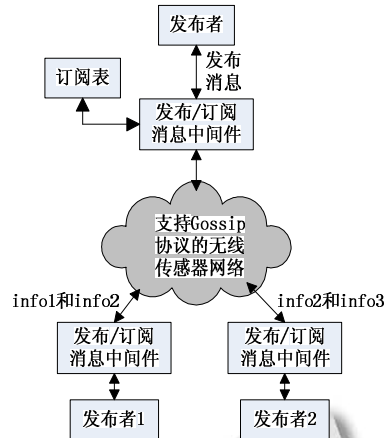 发布者
发布
消息
订阅表
发布/订阅
消息中间件
支持Gossip
协议的无线
传感器网络
info1和info2
info2和info3
发布/订阅
消息中间件
发布/订阅
消息中间件
发布者1
发布者2